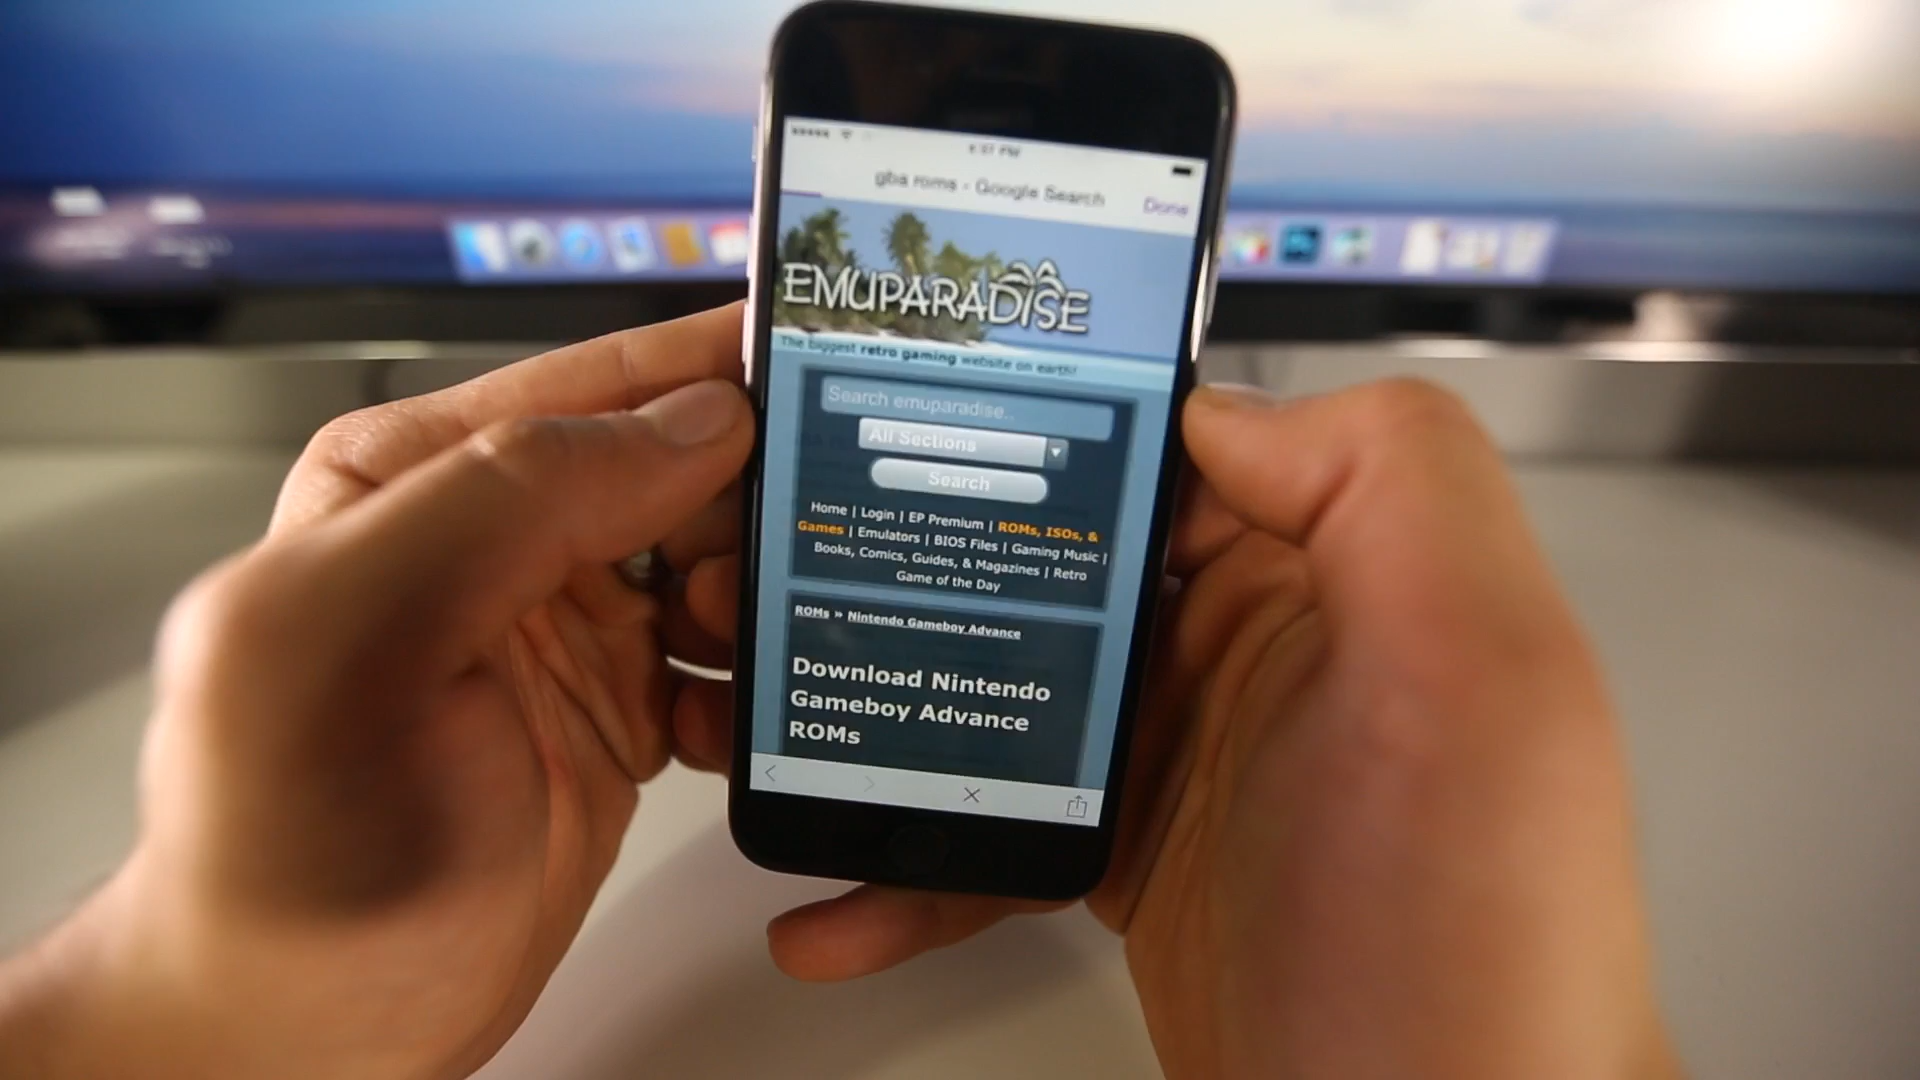 gba roms - Google Search
Done
EMUPARADISE
The biggest retro gaming website on earth!
Search emuparadise..
All Sections
Search
Home | Login | EP Premium | ROMs, ISOs, &
Games | Emulators | BIOS Files | Gaming Music |
Books, Comics, Guides, & Magazines | Retro
Game of the Day
ROMs » Nintendo Gameboy Advance
Download Nintendo
Gameboy Advance
ROMs